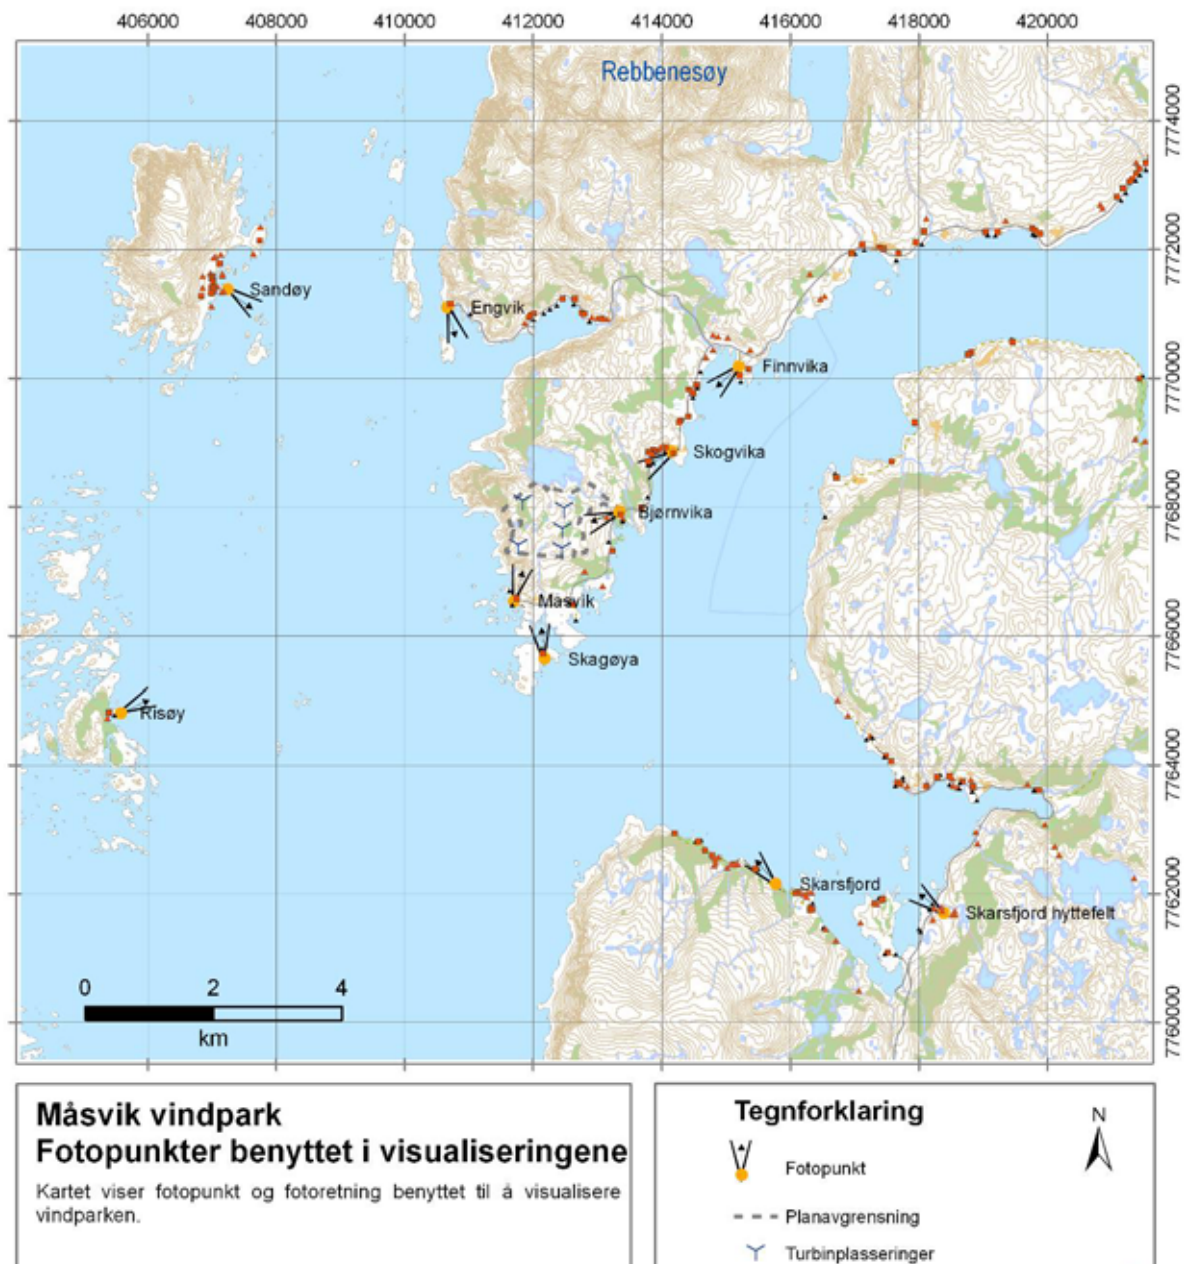 406000 408000 410000 412000 414000 416000 418000 420000
Rebbenesøy
7774000
7772000
Sandøy
Engvik
7770000
Finnvika
Skogvika
7768000
Bjørnvika
Masvik
7766000
Skagøya
Risøy
7764000
Skarsfjord
7762000
Skarsfjord hyttefelt
0 2 4
km
7760000
Måsvik vindpark
Fotopunkter benyttet i visualiseringene
Kartet viser fotopunkt og fotoretning benyttet til å visualisere
vindparken.
Tegnforklaring
N
Fotopunkt
Planavgrensning
Turbinplasseringer